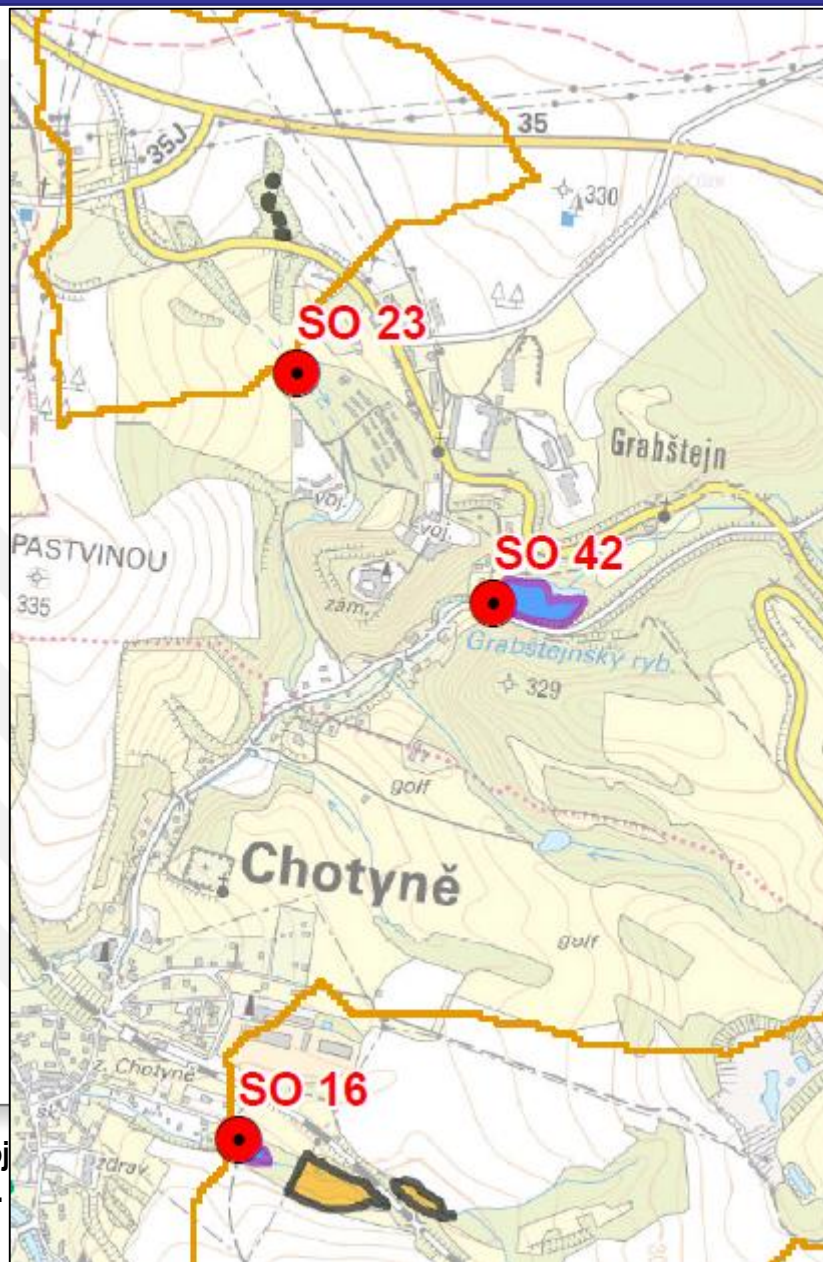 35
35J
330
SO 23
Grabštejn
voj.
voj.
SO 42
PASTVINOU
335
zám.
Grabštejnský ryb.
329
golf
Chotyně
golf
z. Chotyně
SO 16
zdrav.